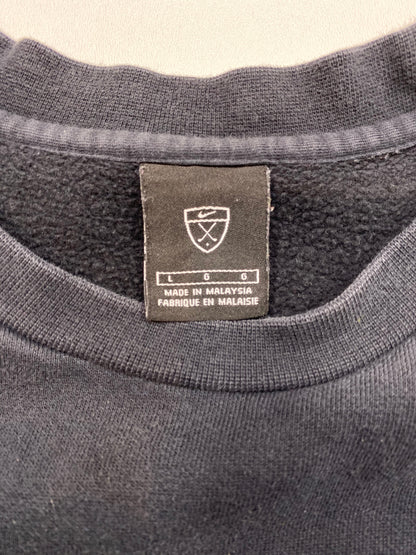 L G G
MADE IN MALAYSIA
FABRIQUE EN MALAISIE